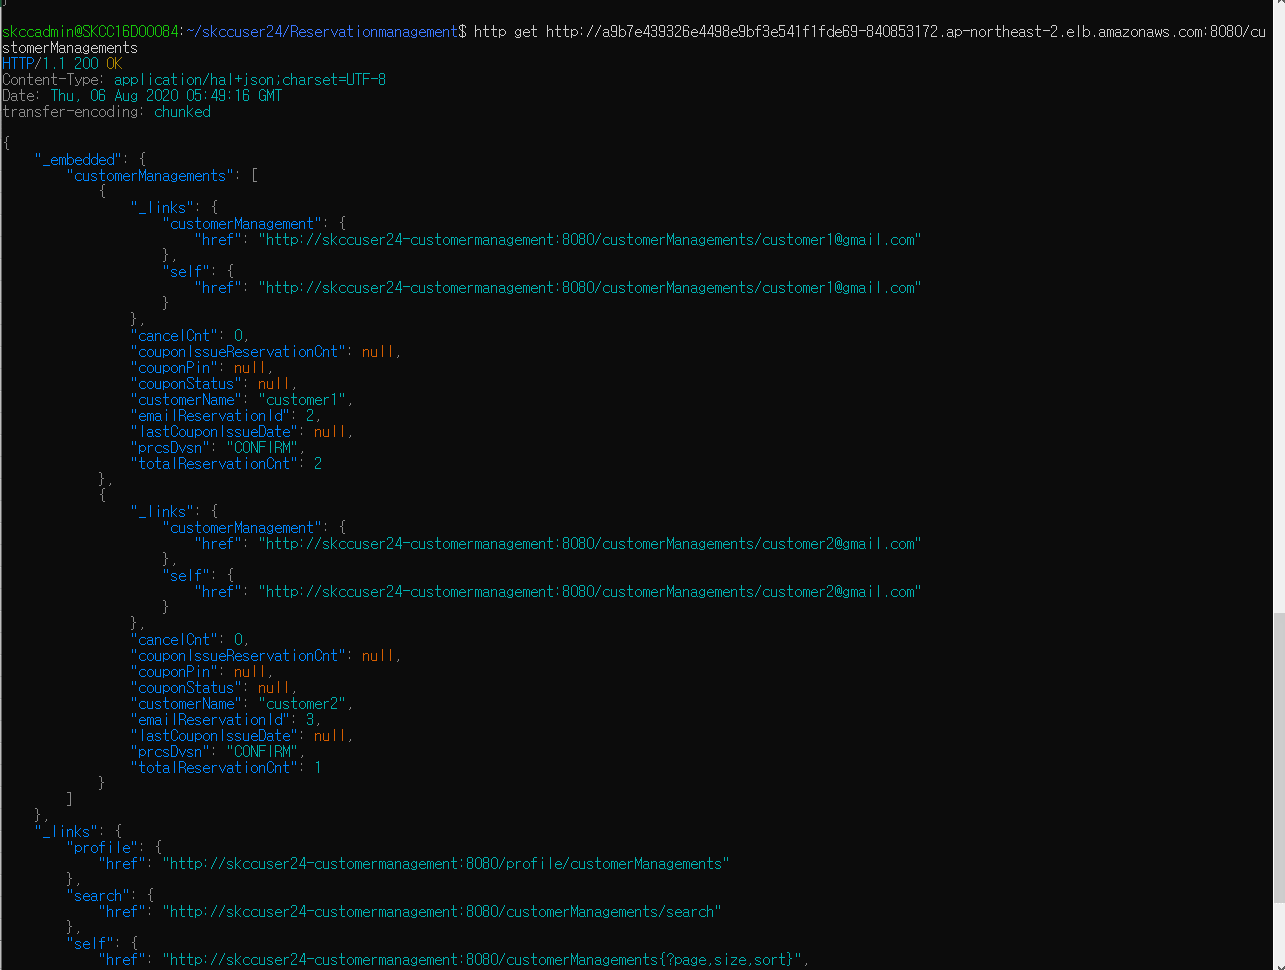 skccadmin@SKCC16D00084:~/skccuser24/Reservationmanagement$ http get http://a9b7e439326e4498e9bf3e541f1fde69-840853172.ap-northeast-2.elb.amazonaws.com:8080/cu
stomerManagements
HTTP/1.1 200 OK
Content-Type: application/hal+json;charset=UTF-8
Date: Thu, 06 Aug 2020 05:49:16 GMT
transfer-encoding: chunked
{
"_embedded": {
"customerManagements": [
{
"_links": {
"customerManagement": {
"href": "http://skccuser24-customermanagement:8080/customerManagements/customer1@gmail.com"
},
"self": {
"href": "http://skccuser24-customermanagement:8080/customerManagements/customer1@gmail.com"
}
},
"cancelCnt": 0,
"couponIssueReservationCnt": null,
"couponPin": null,
"couponStatus": null,
"customerName": "customer1",
"emailReservationId": 2,
"lastCouponIssueDate": null,
"prcsDvsn": "CONFIRM",
"totalReservationCnt": 2
},
{
"_links": {
"customerManagement": {
"href": "http://skccuser24-customermanagement:8080/customerManagements/customer2@gmail.com"
},
"self": {
"href": "http://skccuser24-customermanagement:8080/customerManagements/customer2@gmail.com"
}
},
"cancelCnt": 0,
"couponIssueReservationCnt": null,
"couponPin": null,
"couponStatus": null,
"customerName": "customer2",
"emailReservationId": 3,
"lastCouponIssueDate": null,
"prcsDvsn": "CONFIRM",
"totalReservationCnt": 1
}
]
},
"_links": {
"profile": {
"href": "http://skccuser24-customermanagement:8080/profile/customerManagements"
},
"search": {
"href": "http://skccuser24-customermanagement:8080/customerManagements/search"
},
"self": {
"href": "http://skccuser24-customermanagement:8080/customerManagements{?page,size,sort}",